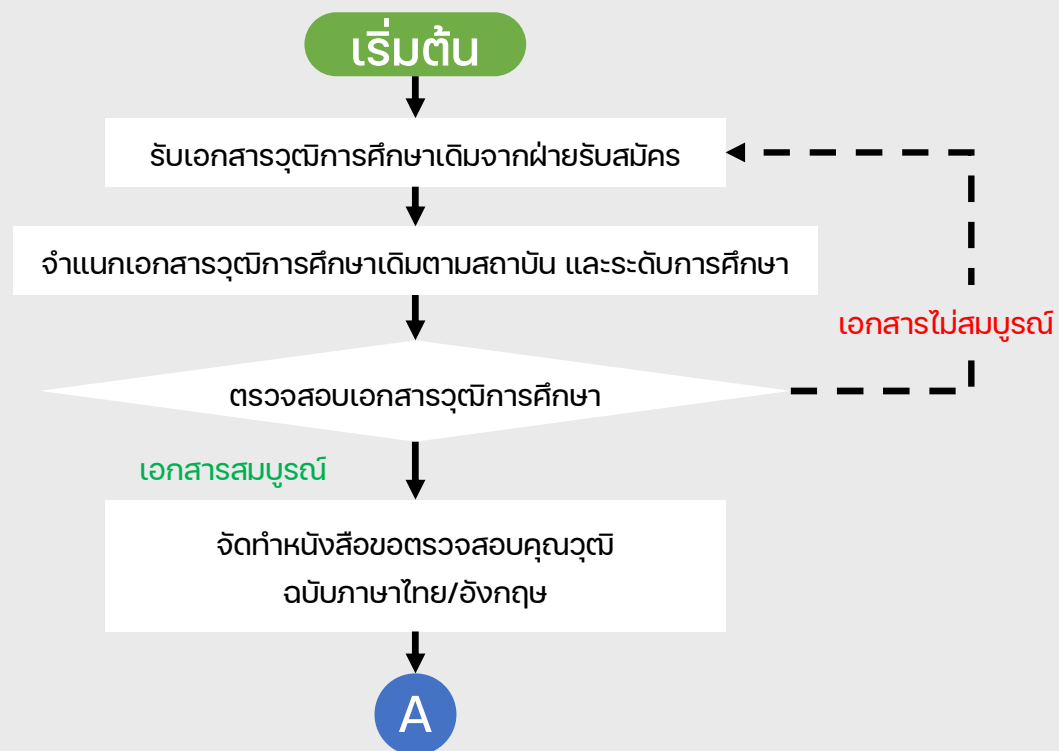 เริ่มต้น
รับเอกสารวุฒิการศึกษาเดิมจากฝ่ายรับสมัคร
จำแนกเอกสารวุฒิการศึกษาเดิมตามสถาบัน และระดับการศึกษา
เอกสารไม่สมบูรณ์
ตรวจสอบเอกสารวุฒิการศึกษา
เอกสารสมบูรณ์
จัดทำหนังสือขอตรวจสอบคุณวุฒิ
ฉบับภาษาไทย/อังกฤษ
A